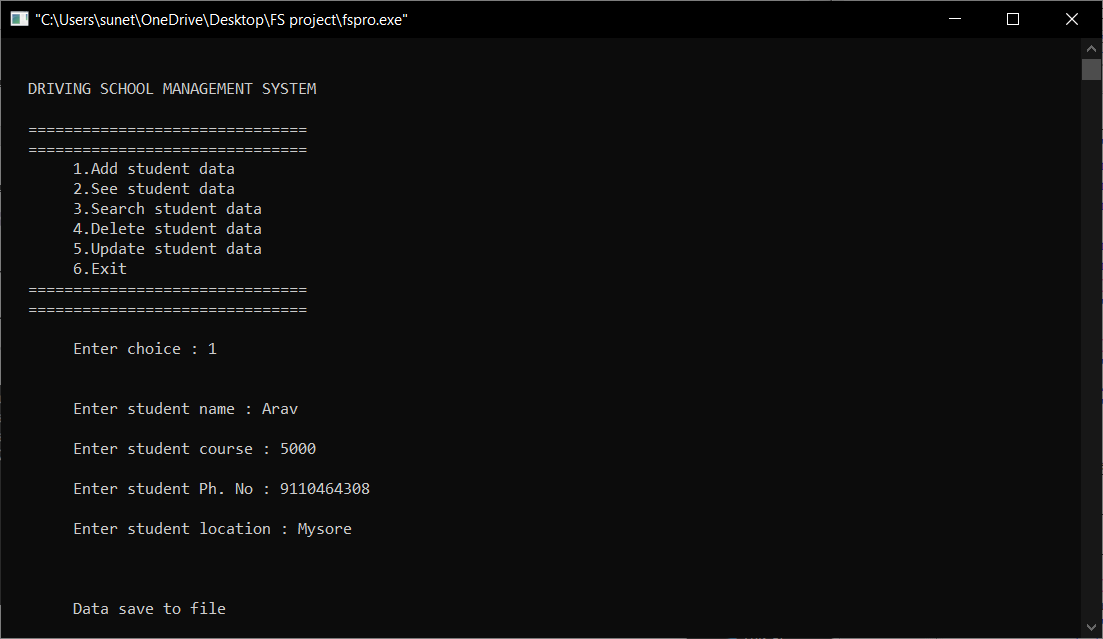 "C:\Users\sunet\OneDrive\Desktop\FS project\fspro.exe"
DRIVING SCHOOL MANAGEMENT SYSTEM
===============================
===============================
1.Add student data
2.See student data
3.Search student data
4.Delete student data
5.Update student data
6.Exit
===============================
===============================
Enter choice : 1
Enter student name : Arav
Enter student course : 5000
Enter student Ph. No : 9110464308
Enter student location : Mysore
Data save to file